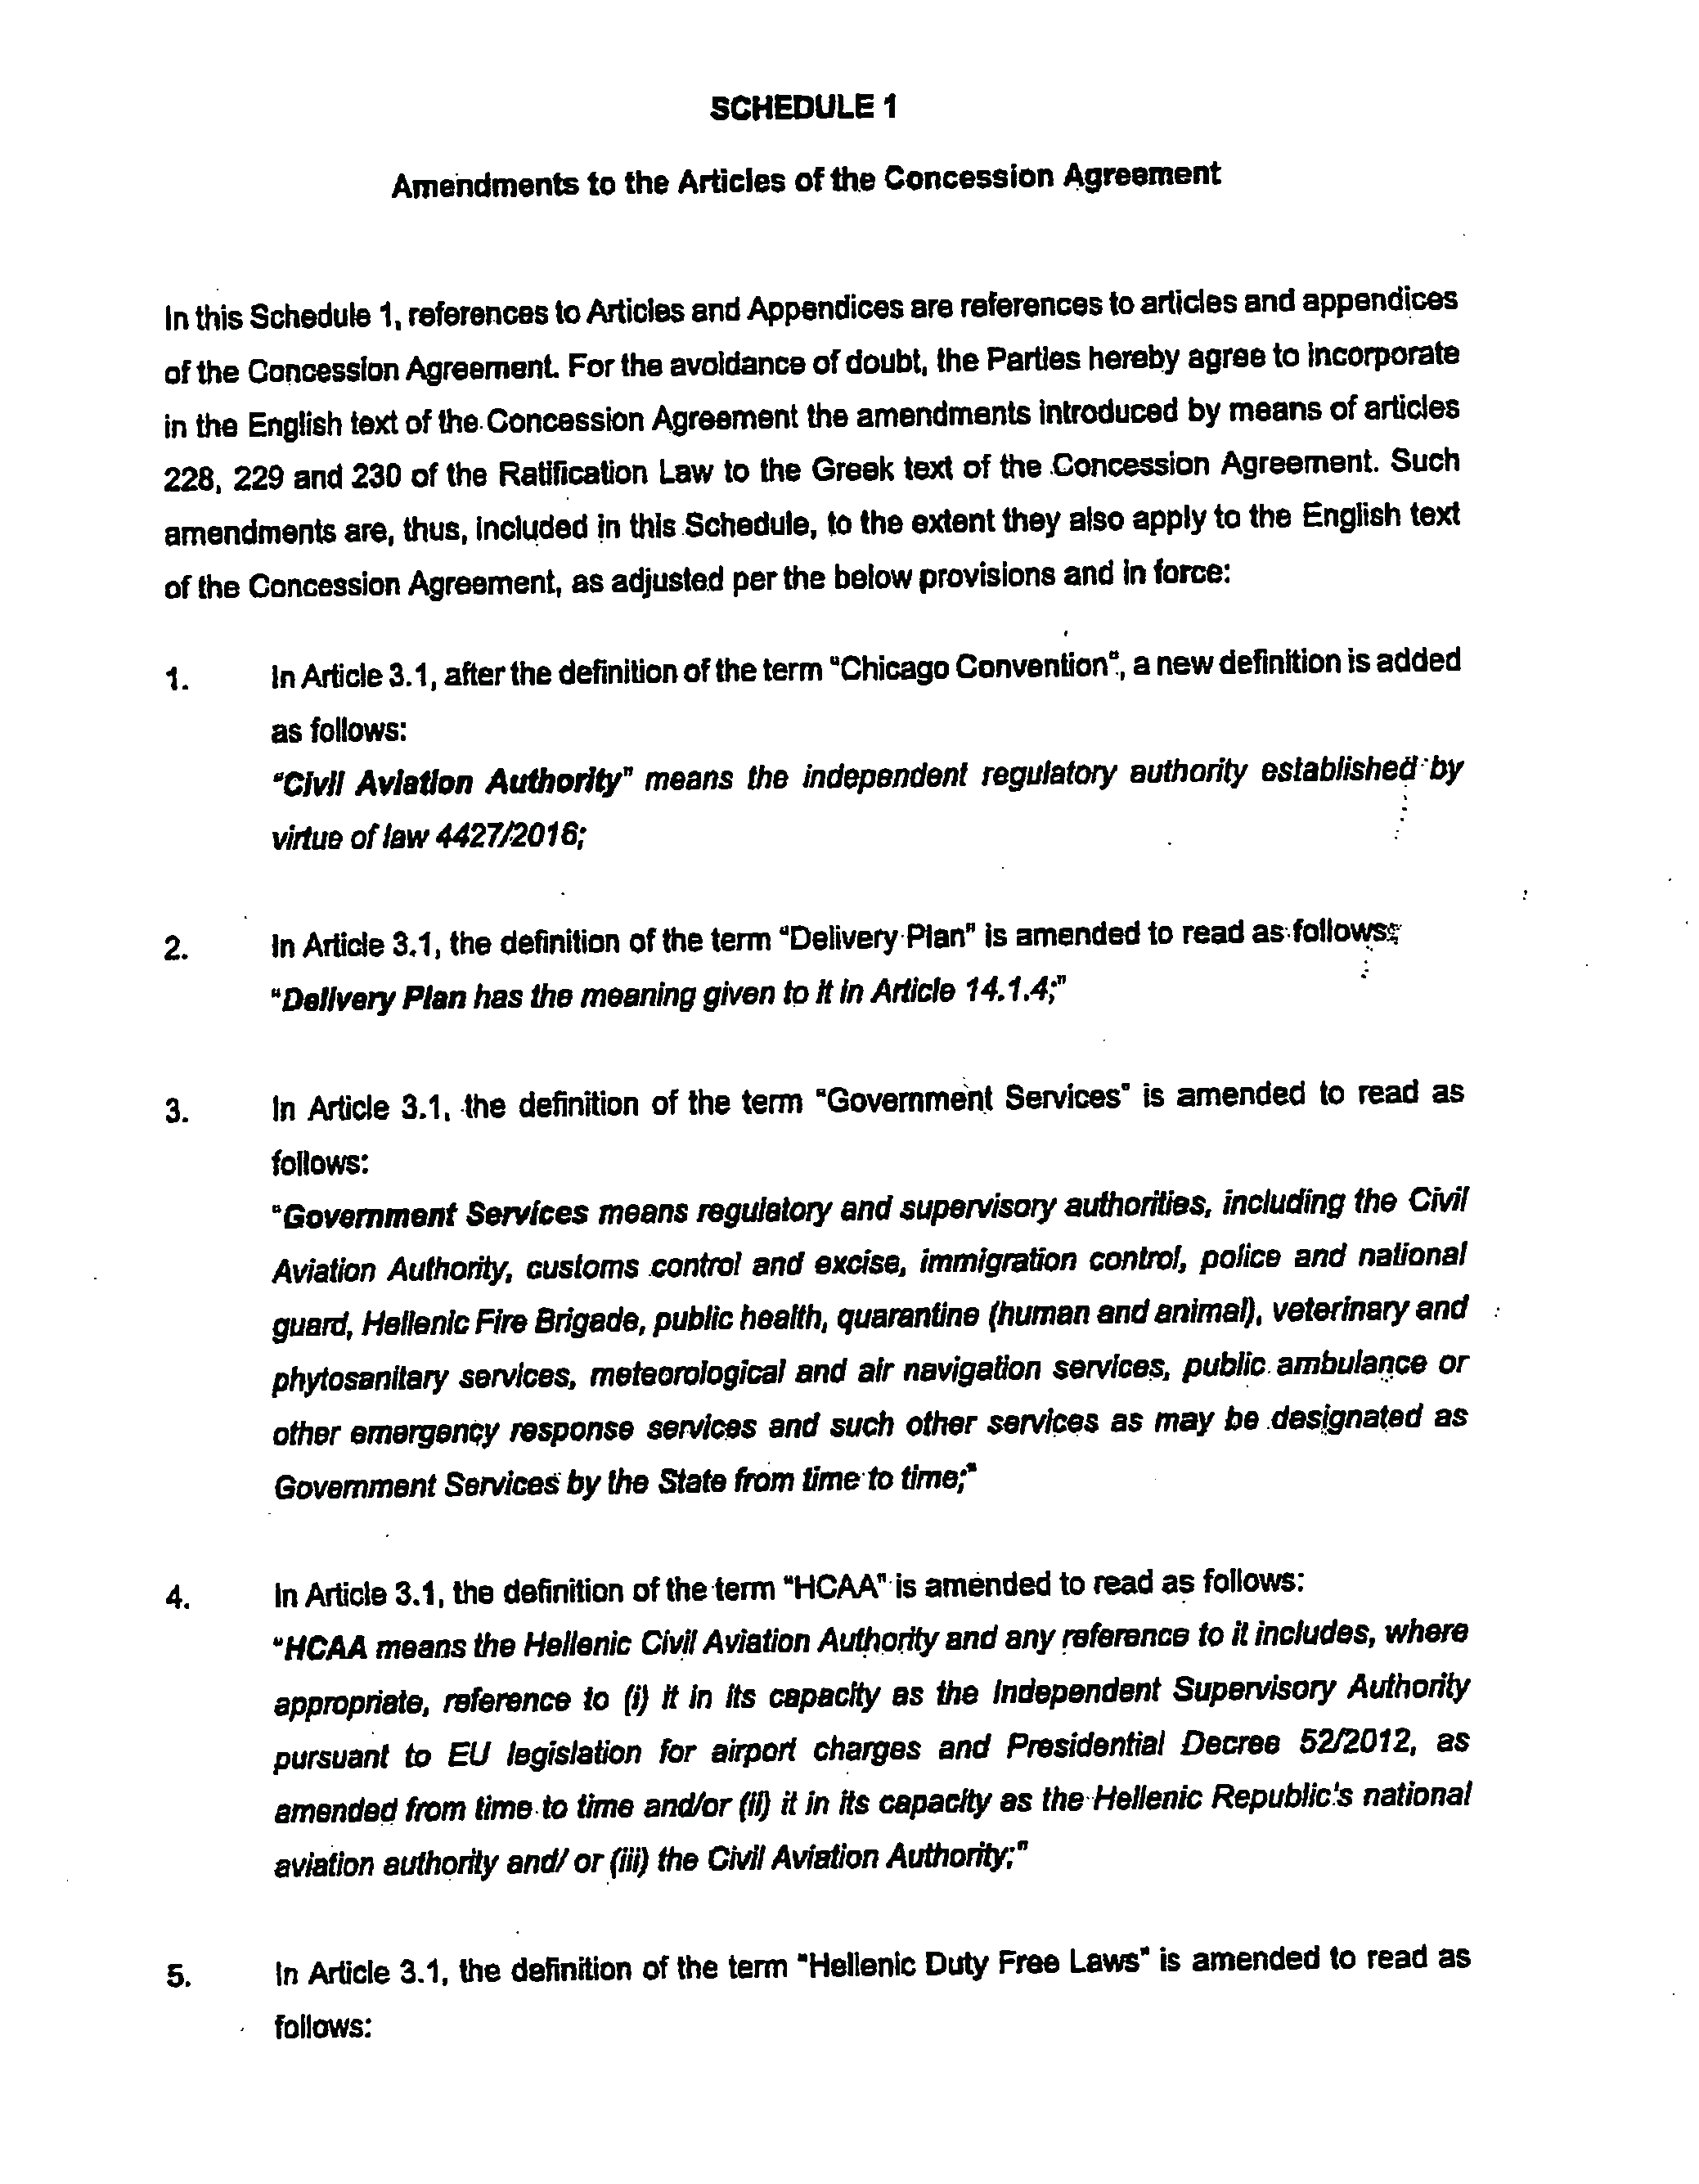 SCHEDULE 1
Amendments to the Articles of the Concession Agreement
In this Schedule 1, references to Articles and Appendices are references to articles and appendices
of the Concession Agreement. For the avoidance of doubt, the Parties hereby agree to incorporate
in the English text of the Concession Agreement the amendments introduced by means of articles
228, 229 and 230 of the Ratification Law to the Greek text of the Concession Agreement. Such
amendments are, thus, included in this Schedule, to the extent they also apply to the English text
of the Concession Agreement, as adjusted per the below provisions and in force:
1. In Article 3.1, after the definition of the term "Chicago Convention", a new definition is added
as follows:
"Civil Aviation Authority" means the independent regulatory authority established by
virtue of law 4427/2016;
2. In Article 3.1, the definition of the term "Delivery Plan" is amended to read as follows:
"Delivery Plan has the meaning given to it in Article 14.1.4;"
3. In Article 3.1, the definition of the term "Government Services" is amended to read as
follows:
"Government Services means regulatory and supervisory authorities, including the Civil
Aviation Authority, customs control and excise, immigration control, police and national
guard, Hellenic Fire Brigade, public health, quarantine (human and animal), veterinary and
phytosanitary services, meteorological and air navigation services, public ambulance or
other emergency response services and such other services as may be designated as
Government Services by the State from time to time;"
4. In Article 3.1, the definition of the term "HCAA" is amended to read as follows:
"HCAA means the Hellenic Civil Aviation Authority and any reference to it includes, where
appropriate, reference to (i) it in its capacity as the Independent Supervisory Authority
pursuant to EU legislation for airport charges and Presidential Decree 52/2012, as
amended from time to time and/or (ii) it in its capacity as the Hellenic Republic's national
aviation authority and/ or (iii) the Civil Aviation Authority;"
5. In Article 3.1, the definition of the term "Hellenic Duty Free Laws" is amended to read as
follows: